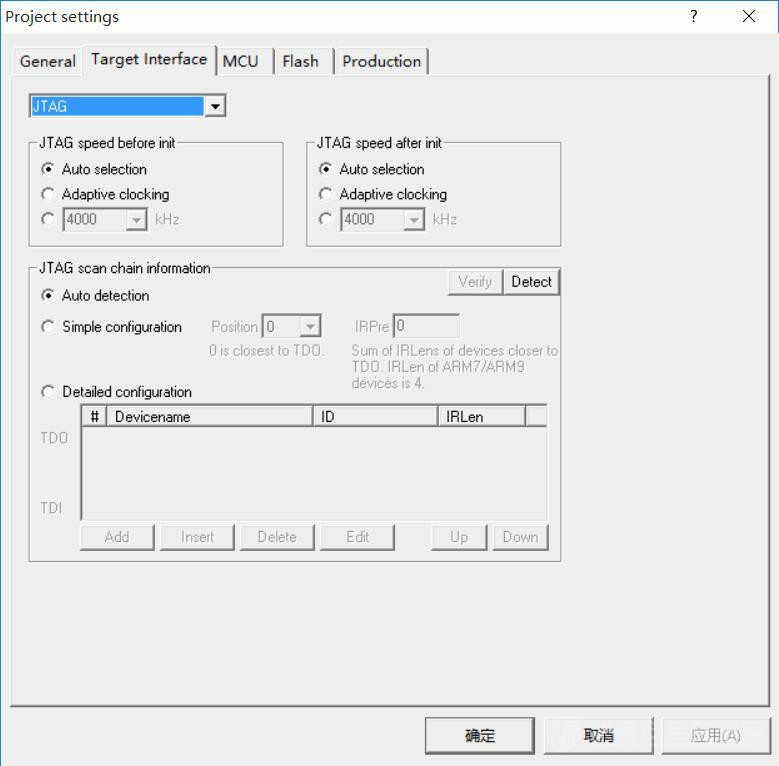 Project settings ?
General Target Interface MCU Flash Production
JTAG
JTAG speed before init JTAG speed after init
Auto selection Auto selection
Adaptive clocking Adaptive clocking
4000 kHz 4000 kHz
JTAG scan chain information
Verify Detect
Auto detection
Simple configuration Position 0 IRPre 0
0 is closest to TDO. Sum of IRLens of devices closer to
TDO. IRLen of ARM7/ARM9
devices is 4.
Detailed configuration
# Devicename ID IRLen
TDO
TDI
Add Insert Delete Edit Up Down
确定 取消 应用(A)